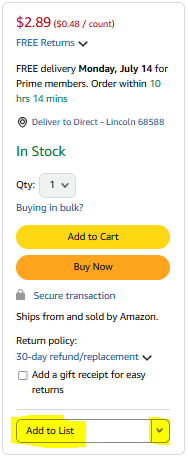 $2.89 ($0.48 / count)
FREE Returns
FREE delivery Monday, July 14 for
Prime members. Order within 10
hrs 14 mins
Deliver to Direct - Lincoln 68588
In Stock
Qty: 1
Buying in bulk?
Add to Cart
Buy Now
Secure transaction
Ships from and sold by Amazon.
Return policy:
30-day refund/replacement
Add a gift receipt for easy
returns
Add to List